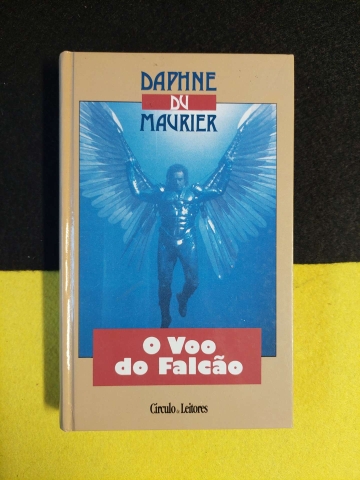 DAPHNE
DU
MAURIER
O Voo
do Falcão
Círculo de Leitores